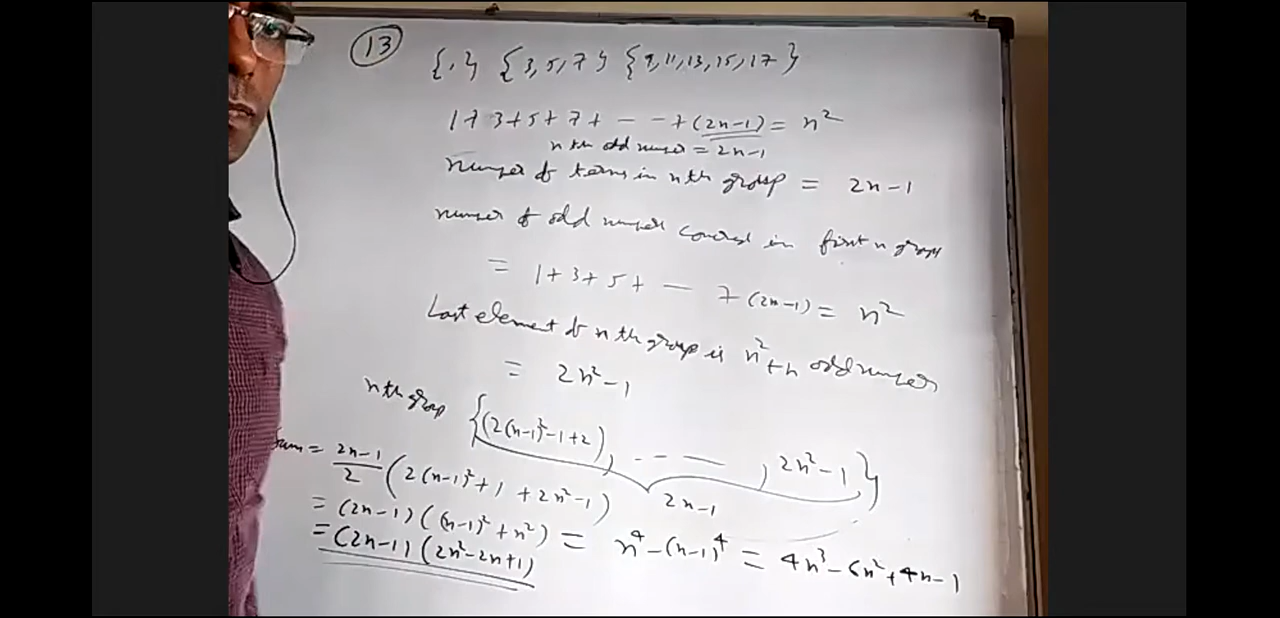 13
{1} {3,5,7} {9,11,13,15,17}
1+3+5+7+ - - +(2n-1) = n²
nth odd number = 2n-1
number of terms in nth group = 2n-1
number of odd number covered in first n groups
= 1+3+5+ — +(2n-1) = n²
Last element of nth group is n² th odd number
= 2n²-1
nth group {(2(n-1)²-1+2), - - — , 2n²-1}
2n-1
Sum = (2n-1)/2 (2(n-1)²+1+2n²-1)
= (2n-1)((n-1)²+n²) = n⁴-(n-1)⁴ = 4n³-6n²+4n-1
= (2n-1)(2n²-2n+1)